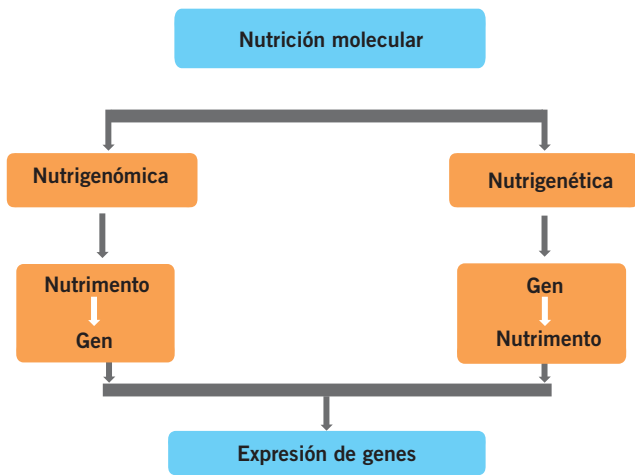 Nutrición molecular
Nutrigenómica
Nutrigenética
Nutrimento
Gen
Gen
Nutrimento
Expresión de genes